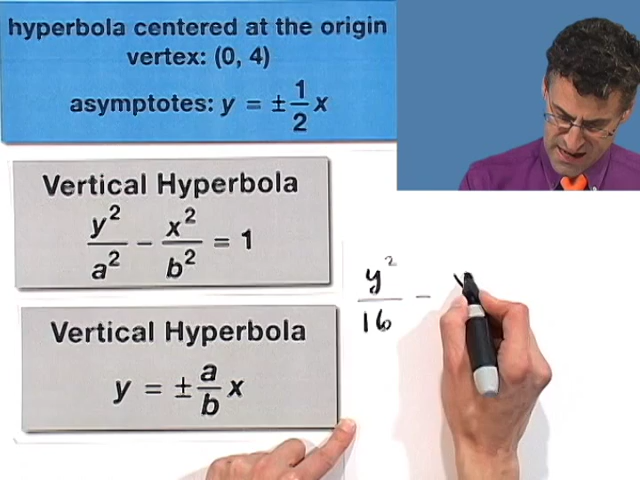 hyperbola centered at the origin
vertex: (0, 4)
asymptotes: y = ± 1/2 x
Vertical Hyperbola
y²/a² − x²/b² = 1
Vertical Hyperbola
y = ± a/b x
y²/16 −